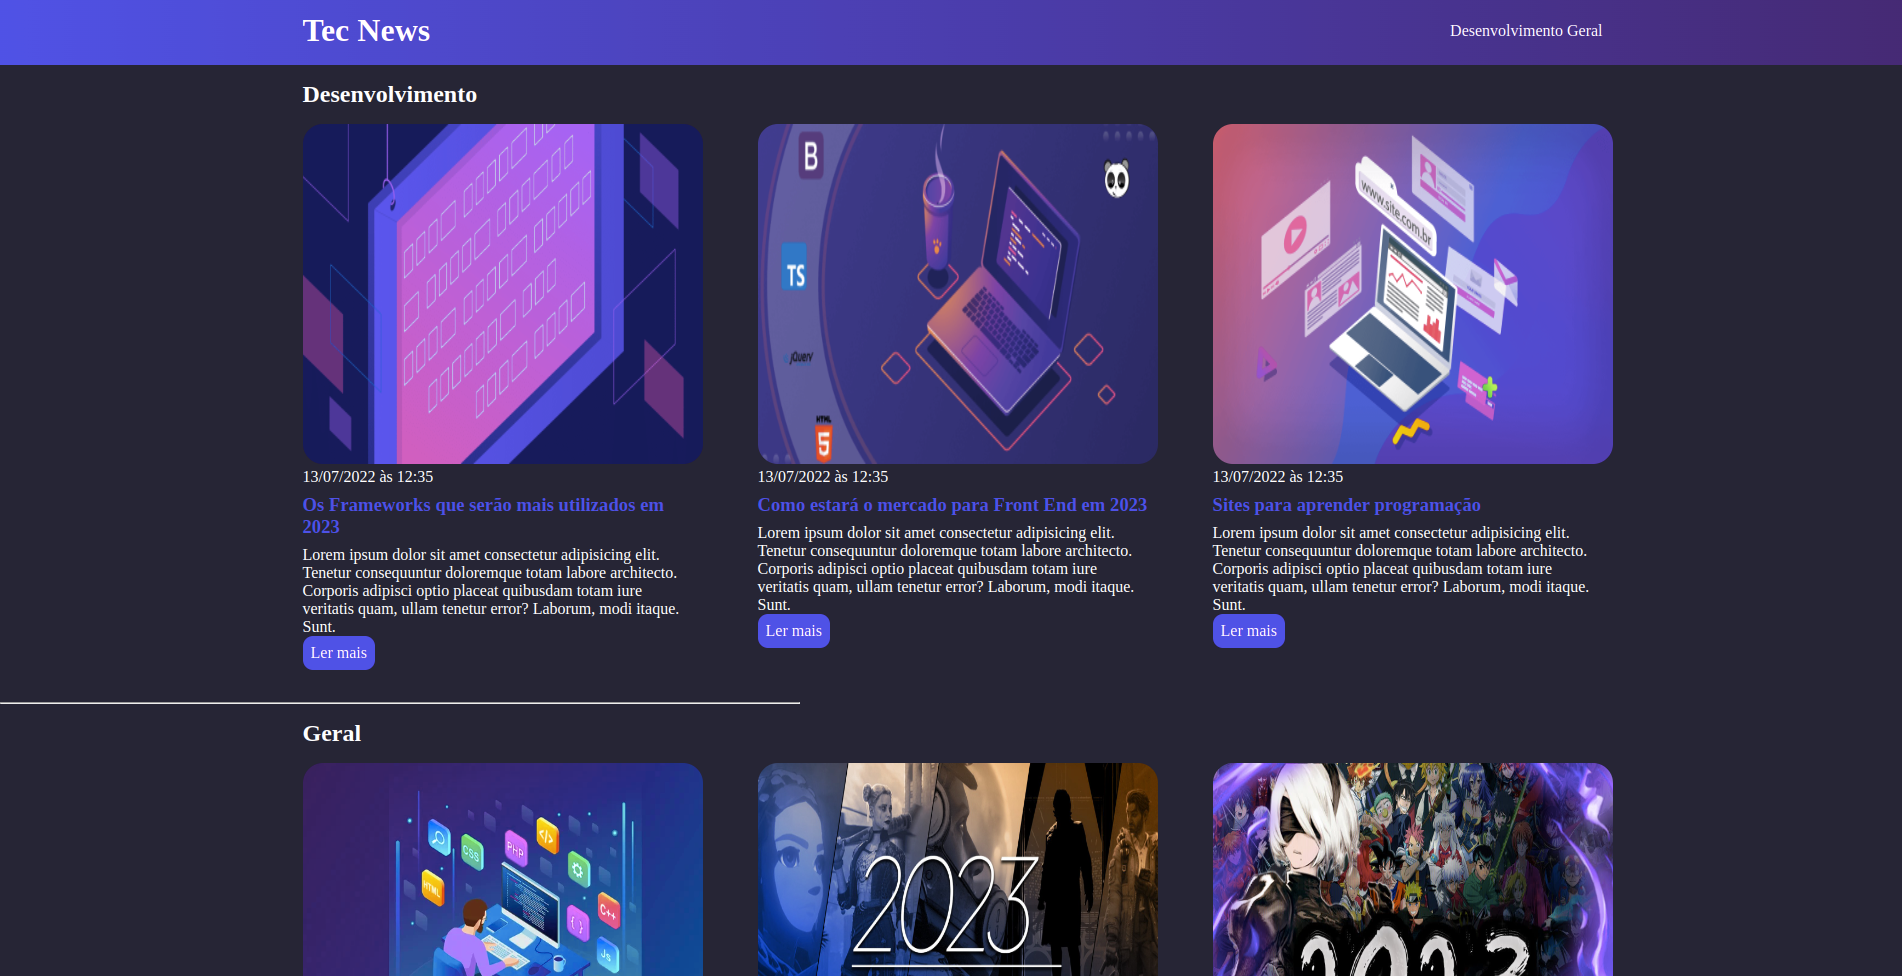 Tec News
Desenvolvimento Geral
Desenvolvimento
B
TS
jQuery
HTML
5
www.site.com.br
13/07/2022 às 12:35
Os Frameworks que serão mais utilizados em
2023
Lorem ipsum dolor sit amet consectetur adipisicing elit.
Tenetur consequuntur doloremque totam labore architecto.
Corporis adipisci optio placeat quibusdam totam iure
veritatis quam, ullam tenetur error? Laborum, modi itaque.
Sunt.
Ler mais
13/07/2022 às 12:35
Como estará o mercado para Front End em 2023
Lorem ipsum dolor sit amet consectetur adipisicing elit.
Tenetur consequuntur doloremque totam labore architecto.
Corporis adipisci optio placeat quibusdam totam iure
veritatis quam, ullam tenetur error? Laborum, modi itaque.
Sunt.
Ler mais
13/07/2022 às 12:35
Sites para aprender programação
Lorem ipsum dolor sit amet consectetur adipisicing elit.
Tenetur consequuntur doloremque totam labore architecto.
Corporis adipisci optio placeat quibusdam totam iure
veritatis quam, ullam tenetur error? Laborum, modi itaque.
Sunt.
Ler mais
Geral
CSS
PHP
</>
HTML
{ }
C++
Js
2023
2023